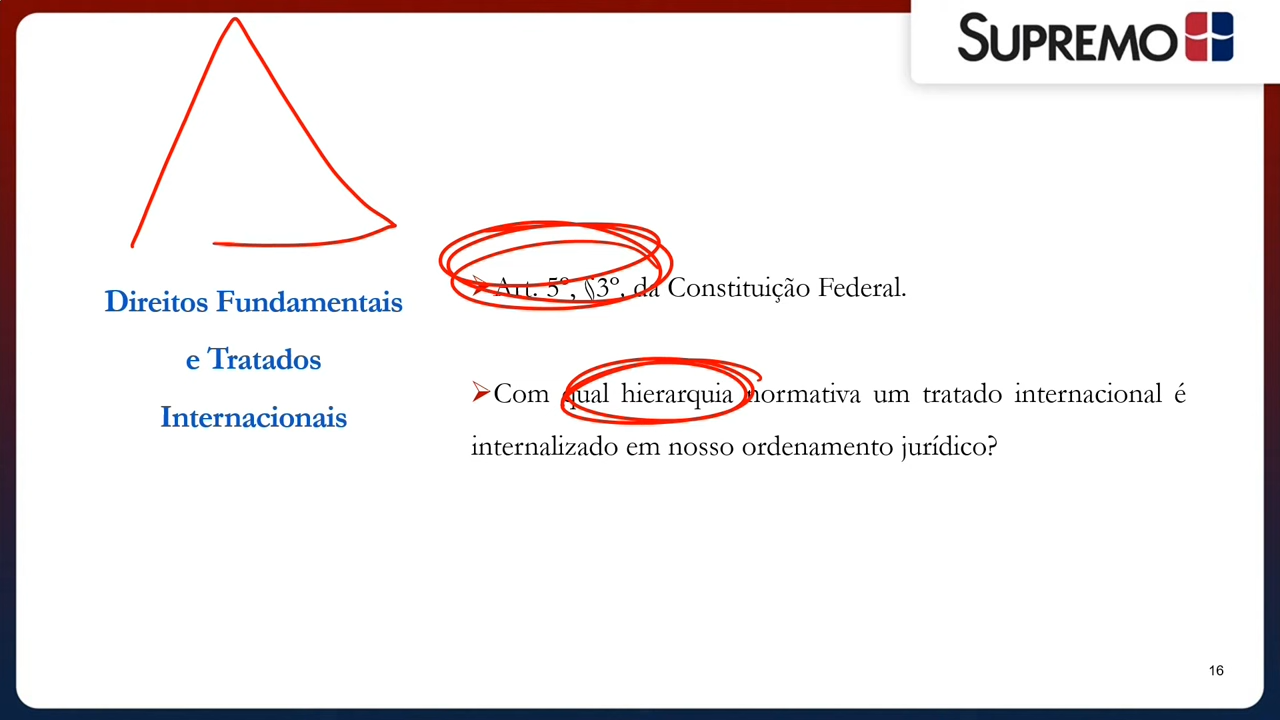 SUPREMO
Direitos Fundamentais
e Tratados
Internacionais
Art. 5º, §3º, da Constituição Federal.
Com qual hierarquia normativa um tratado internacional é
internalizado em nosso ordenamento jurídico?
16